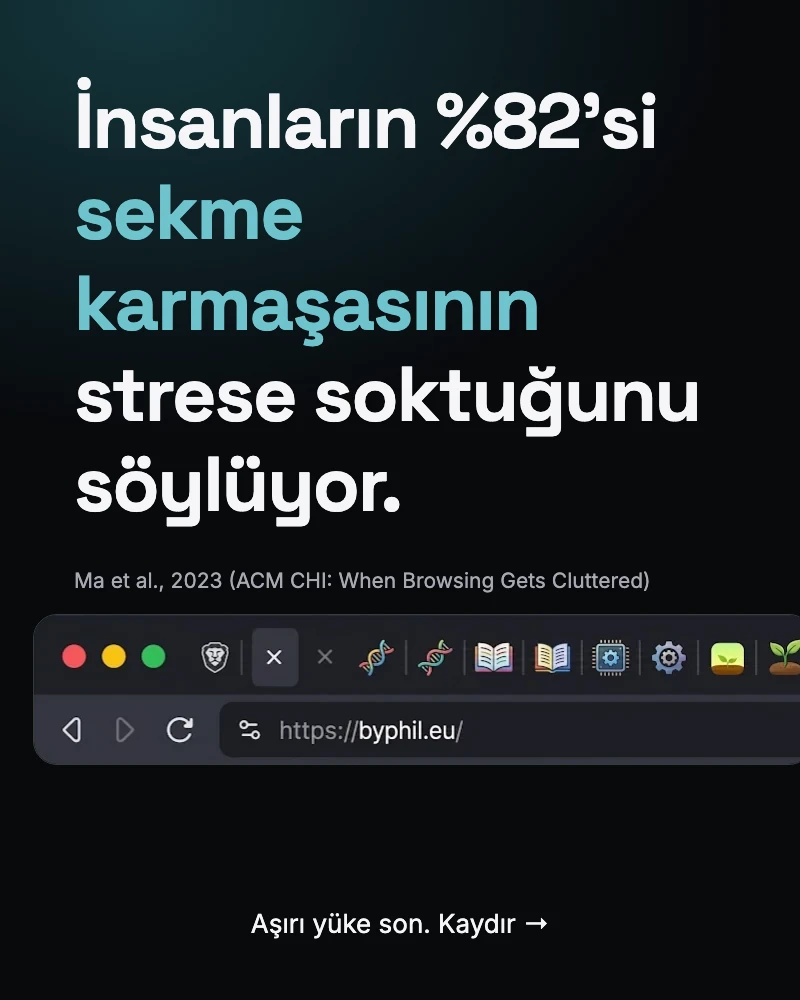 İnsanların %82’si
sekme
karmaşasının
strese soktuğunu
söylüyor.
Ma et al., 2023 (ACM CHI: When Browsing Gets Cluttered)
https://byphil.eu/
Aşırı yüke son. Kaydır →